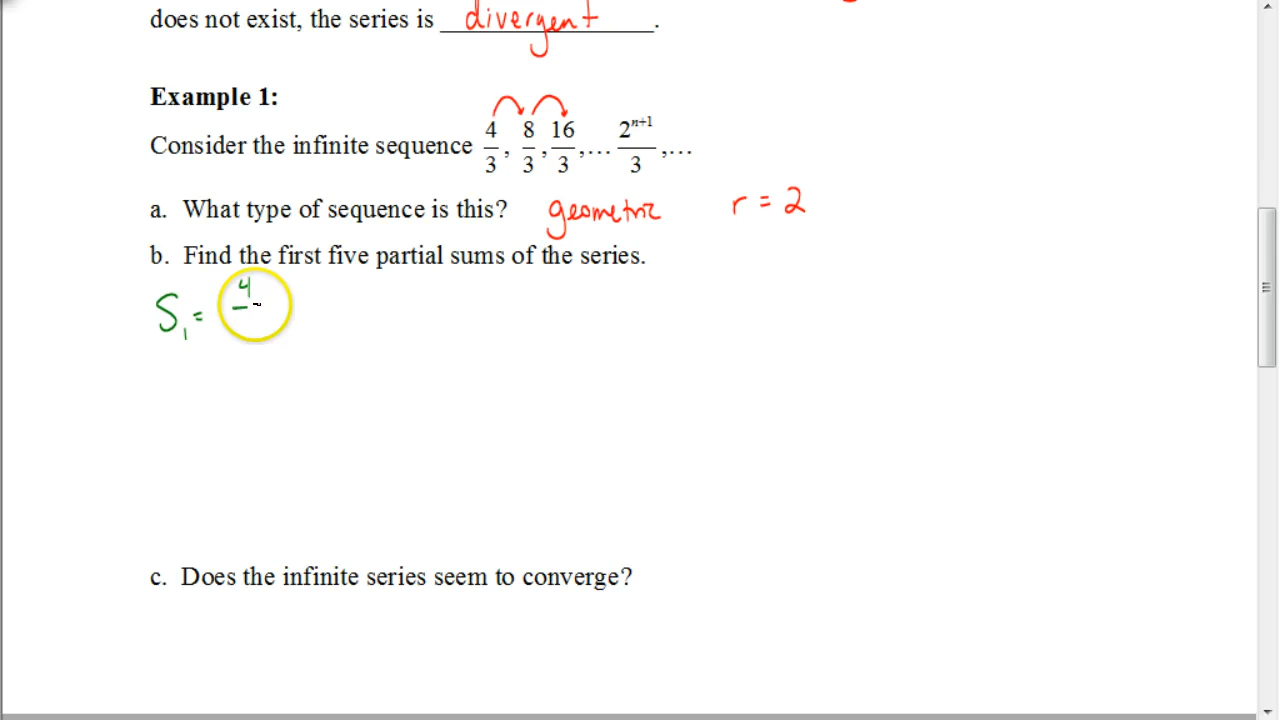 does not exist, the series is divergent.
Example 1:
Consider the infinite sequence 4/3, 8/3, 16/3, ,... 2^{n+1}/3 ,...
a. What type of sequence is this? geometric r = 2
b. Find the first five partial sums of the series.
S₁ = 4
c. Does the infinite series seem to converge?